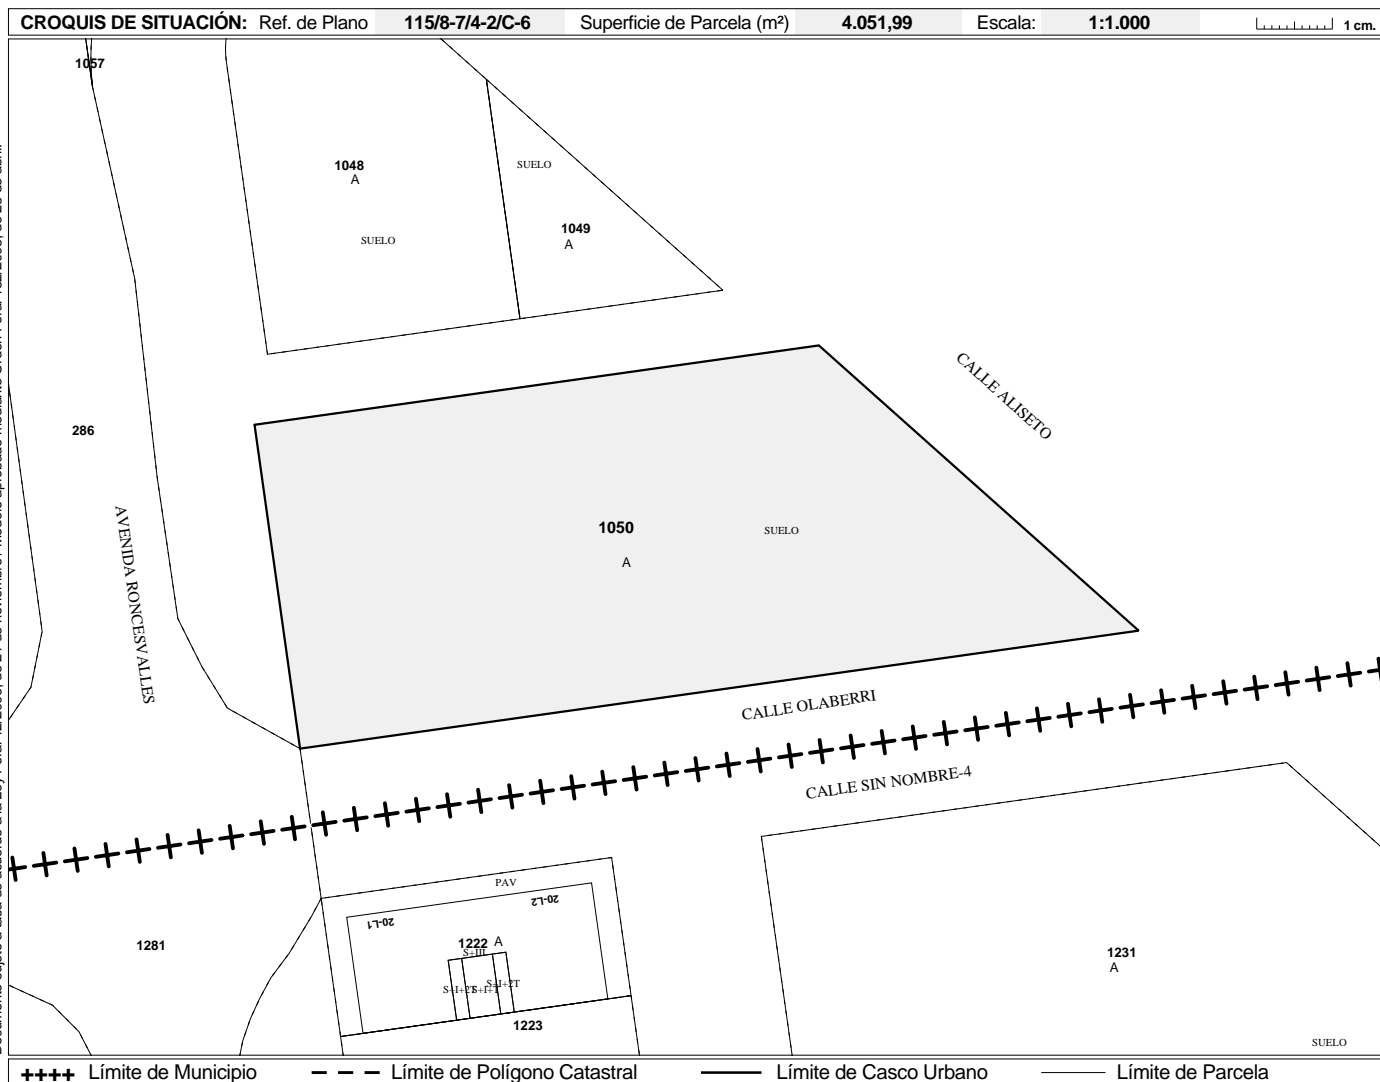 CROQUIS DE SITUACIÓN: Ref. de Plano 115/8-7/4-2/C-6 Superficie de Parcela (m²) 4.051,99 Escala: 1:1.000 1 cm.
1057
1048
A
SUELO
SUELO
1049
A
CALLE ALISETO
286
AVENIDA RONCESVALLES
1050
A
SUELO
CALLE OLABERRI
CALLE SIN NOMBRE-4
PAV
20-L1
20-L2
1222 A
S+III
S+I+2T
S+I+T
S+I+2T
1223
1281
1231
A
SUELO
++++ Límite de Municipio
Límite de Polígono Catastral
Límite de Casco Urbano
Límite de Parcela